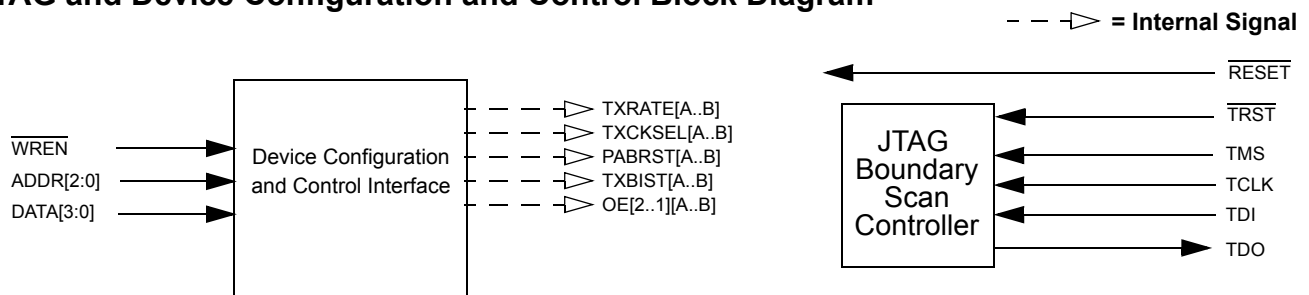 JTAG and Device Configuration and Control Block Diagram
= Internal Signal
WREN
ADDR[2:0]
DATA[3:0]
Device Configuration
and Control Interface
TXRATE[A..B]
TXCKSEL[A..B]
PABRST[A..B]
TXBIST[A..B]
OE[2..1][A..B]
JTAG
Boundary
Scan
Controller
RESET
TRST
TMS
TCLK
TDI
TDO